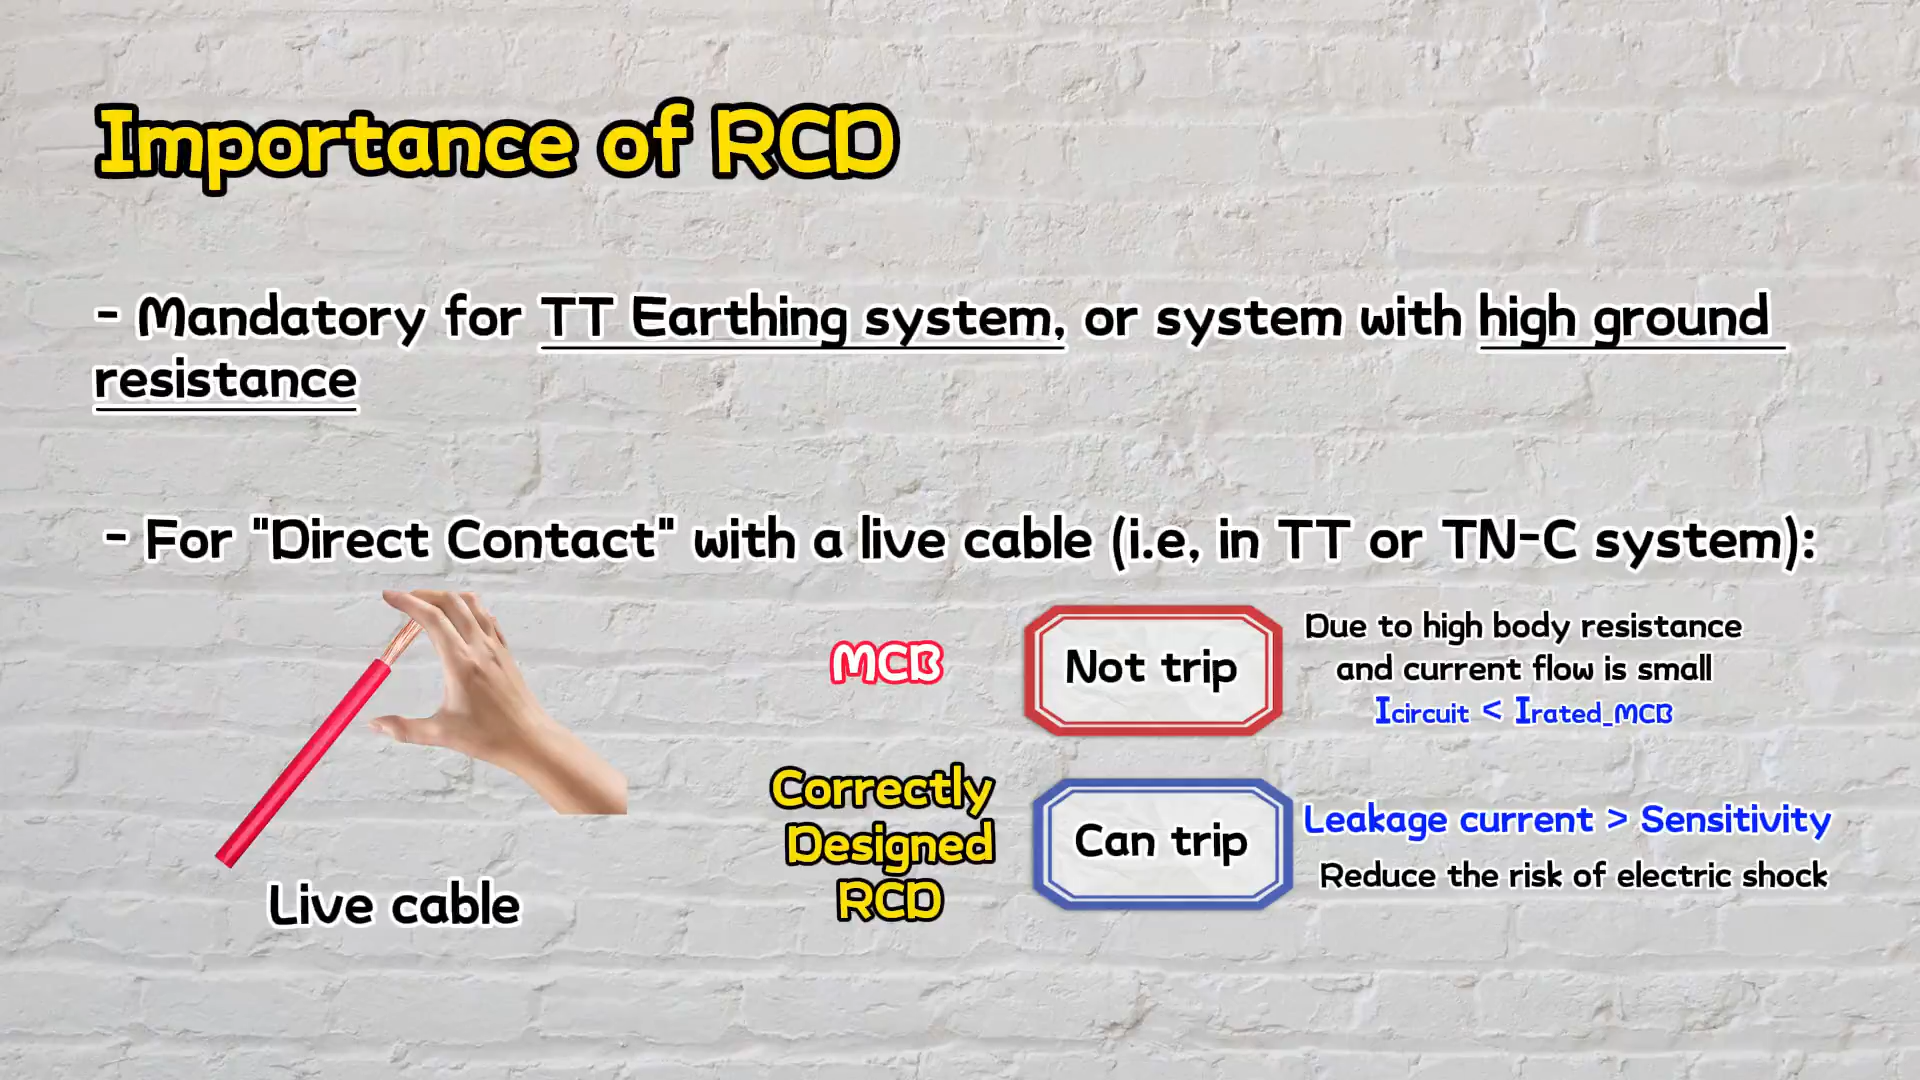 Importance of RCD
- Mandatory for TT Earthing system, or system with high ground
resistance
- For "Direct Contact" with a live cable (i.e, in TT or TN-C system):
MCB
Not trip
Due to high body resistance
and current flow is small
Icircuit < Irated_MCB
Correctly
Designed
RCD
Can trip
Leakage current > Sensitivity
Reduce the risk of electric shock
Live cable